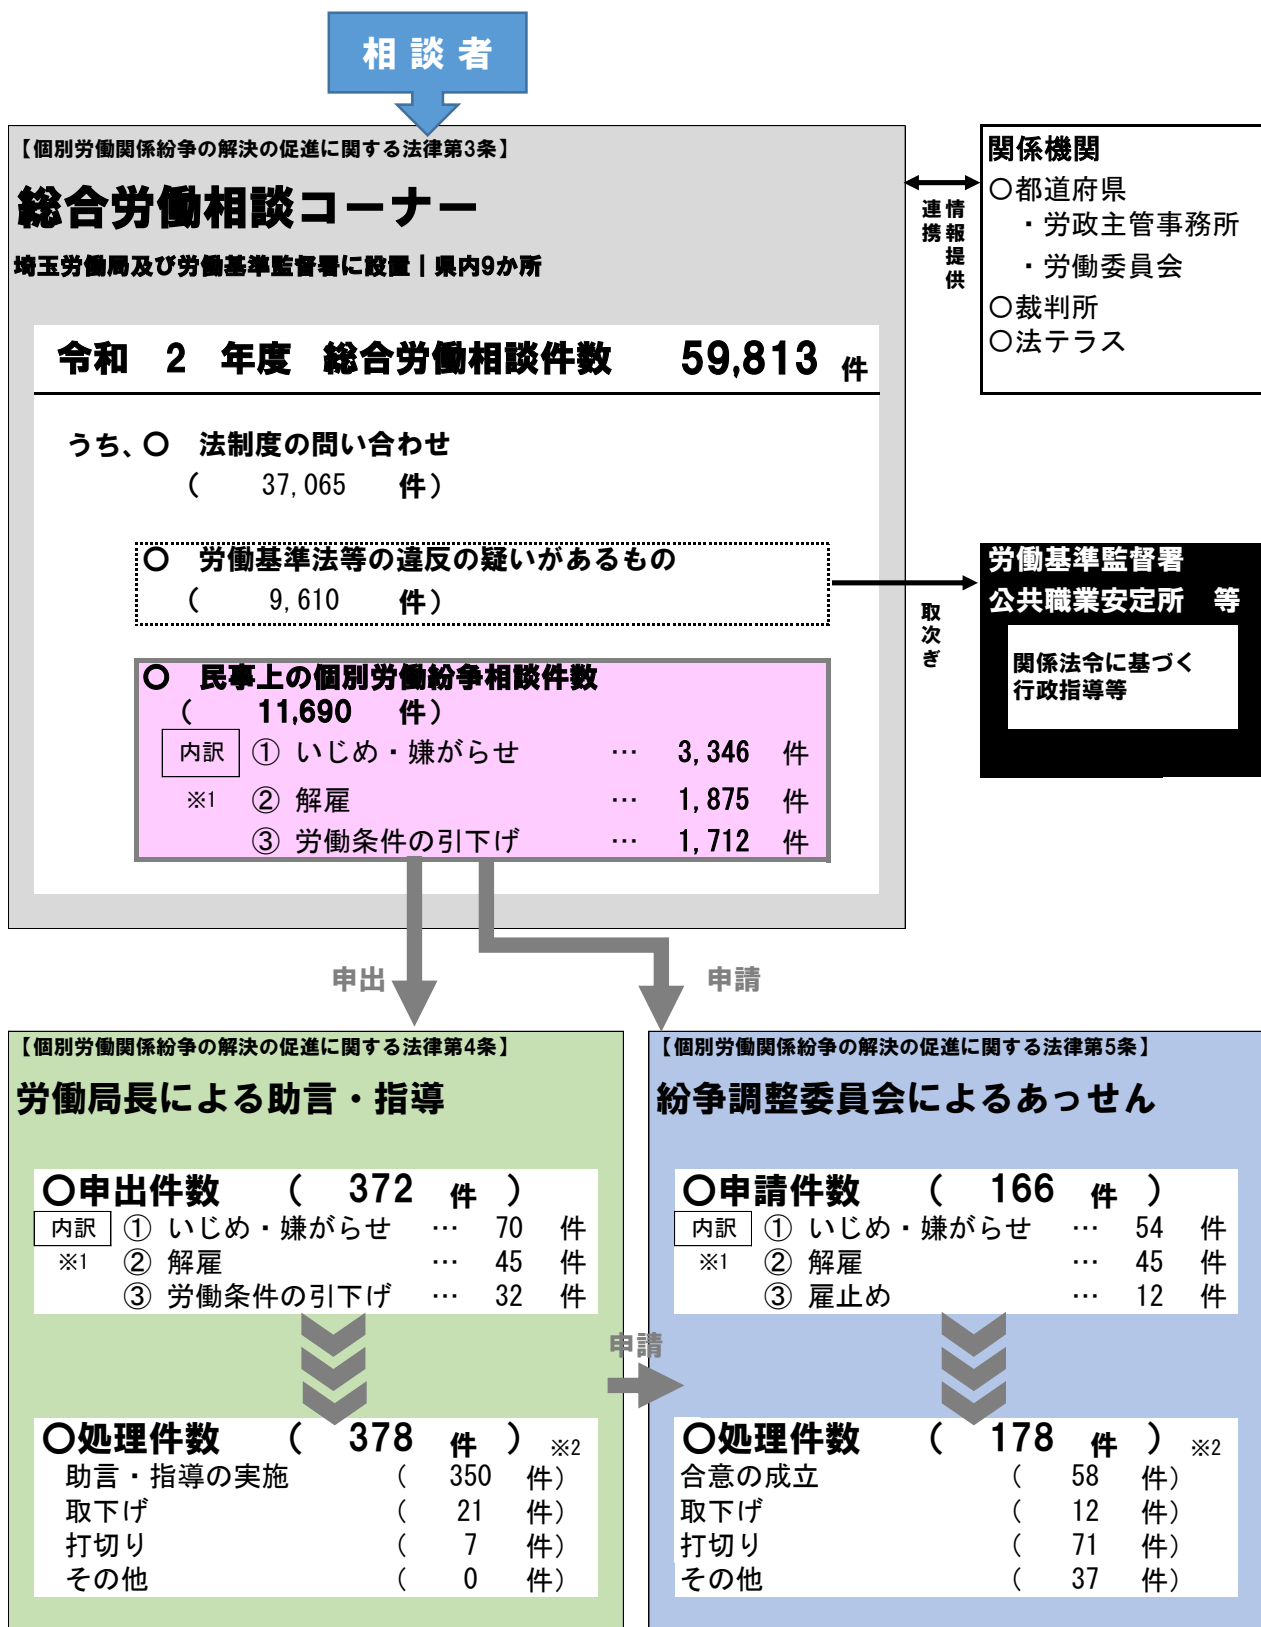 相談者
【個別労働関係紛争の解決の促進に関する法律第3条】
総合労働相談コーナー
埼玉労働局及び労働基準監督署に設置｜県内9か所
情報提供
連携
関係機関
○都道府県
・労政主管事務所
・労働委員会
○裁判所
○法テラス
令和 2 年度 総合労働相談件数 59,813 件
うち、○ 法制度の問い合わせ
( 37,065 件)
○ 労働基準法等の違反の疑いがあるもの
( 9,610 件)
取次ぎ
労働基準監督署
公共職業安定所 等
関係法令に基づく
行政指導等
○ 民事上の個別労働紛争相談件数
( 11,690 件)
内訳 ① いじめ・嫌がらせ … 3,346 件
※1 ② 解雇 … 1,875 件
③ 労働条件の引下げ … 1,712 件
申出
申請
【個別労働関係紛争の解決の促進に関する法律第4条】
労働局長による助言・指導
○申出件数 ( 372 件 )
内訳 ① いじめ・嫌がらせ … 70 件
※1 ② 解雇 … 45 件
③ 労働条件の引下げ … 32 件
○処理件数 ( 378 件 ) ※2
助言・指導の実施 ( 350 件)
取下げ ( 21 件)
打切り ( 7 件)
その他 ( 0 件)
申請
【個別労働関係紛争の解決の促進に関する法律第5条】
紛争調整委員会によるあっせん
○申請件数 ( 166 件 )
内訳 ① いじめ・嫌がらせ … 54 件
※1 ② 解雇 … 45 件
③ 雇止め … 12 件
○処理件数 ( 178 件 ) ※2
合意の成立 ( 58 件)
取下げ ( 12 件)
打切り ( 71 件)
その他 ( 37 件)